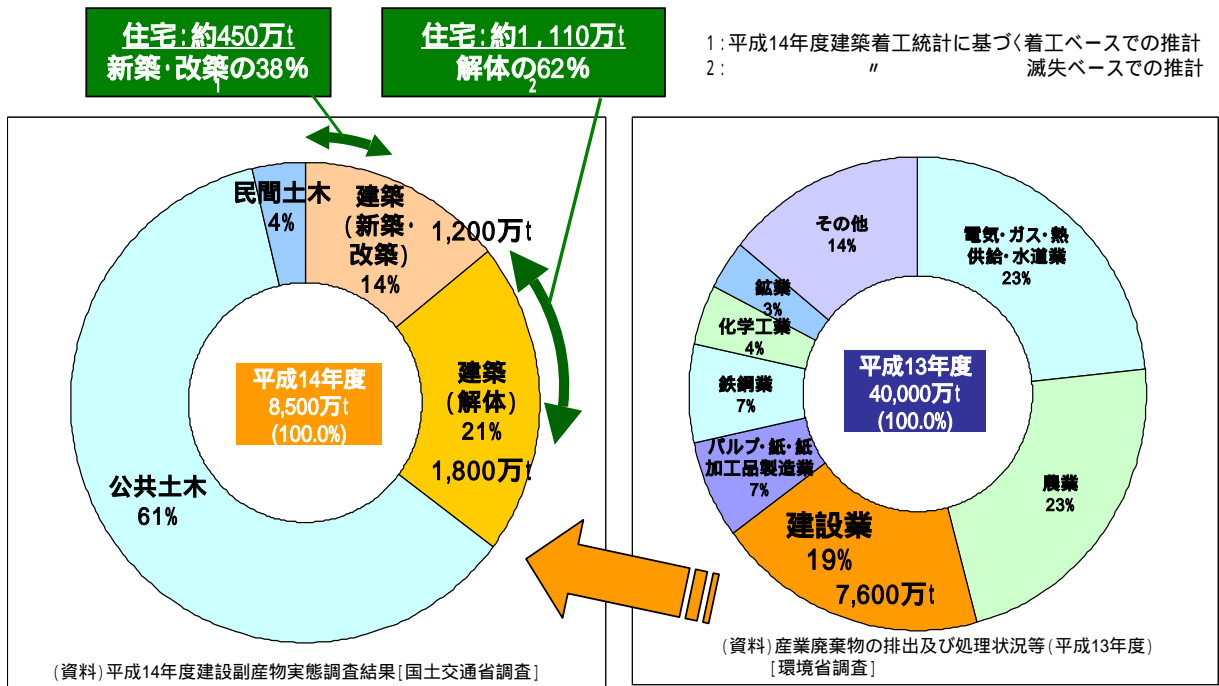 住宅:約450万t
新築・改築の38%
1
住宅:約1,110万t
解体の62%
2
1:平成14年度建築着工統計に基づく着工ベースでの推計
2: 〃 滅失ベースでの推計
民間土木
4%
建築
(新築・
改築)
14%
1,200万t
建築
(解体)
21%
1,800万t
公共土木
61%
平成14年度
8,500万t
(100.0%)
(資料)平成14年度建設副産物実態調査結果[国土交通省調査]
その他
14%
電気・ガス・熱
供給・水道業
23%
鉱業
3%
化学工業
4%
鉄鋼業
7%
パルプ・紙・紙
加工品製造業
7%
農業
23%
建設業
19%
7,600万t
平成13年度
40,000万t
(100.0%)
(資料)産業廃棄物の排出及び処理状況等(平成13年度)
[環境省調査]